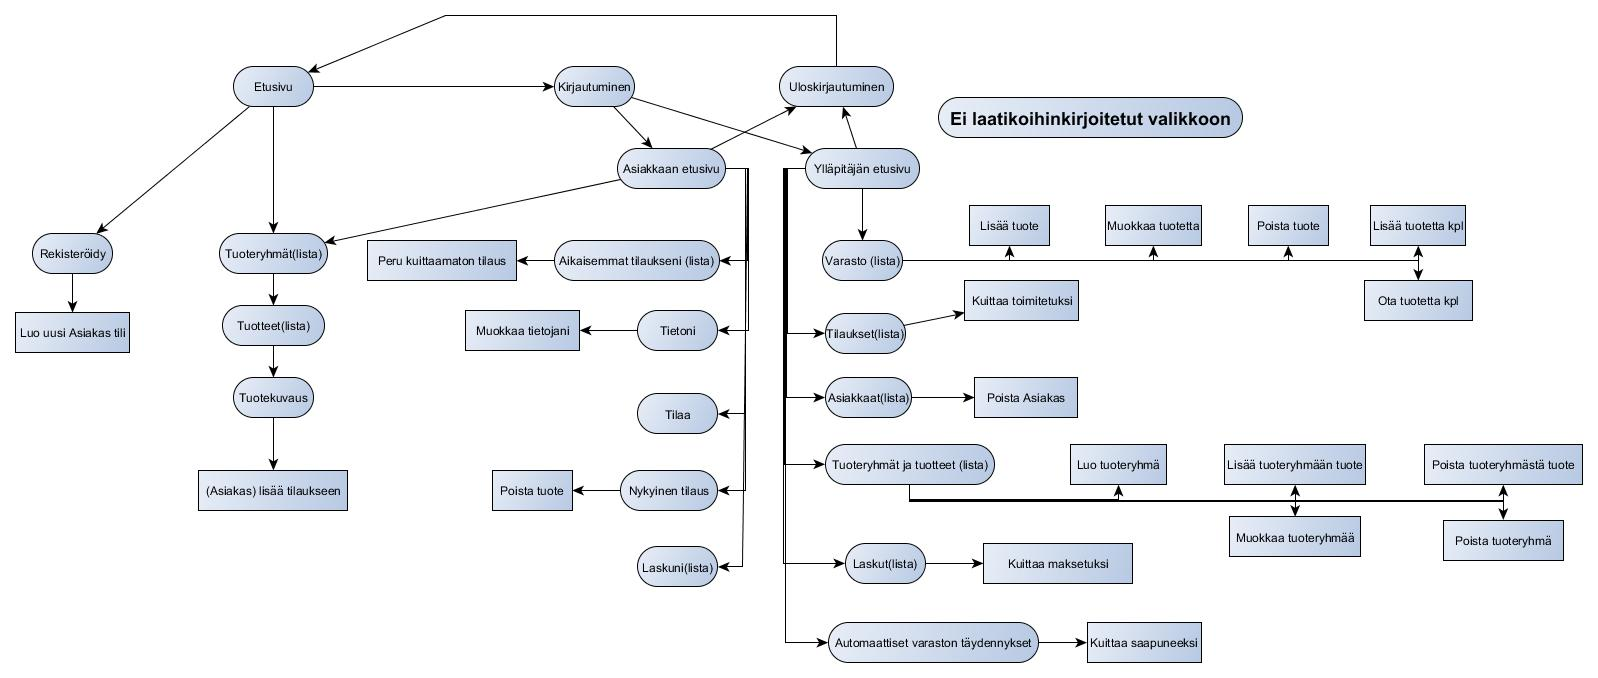 Etusivu
Kirjautuminen
Uloskirjautuminen
Ei laatikoihinkirjoitetut valikkoon
Asiakkaan etusivu
Ylläpitäjän etusivu
Lisää tuote
Muokkaa tuotetta
Poista tuote
Lisää tuotetta kpl
Rekisteröidy
Tuoteryhmät(lista)
Peru kuittaamaton tilaus
Aikaisemmat tilaukseni (lista)
Varasto (lista)
Kuittaa toimitetuksi
Ota tuotetta kpl
Luo uusi Asiakas tili
Tuotteet(lista)
Muokkaa tietojani
Tietoni
Tilaukset(lista)
Tuotekuvaus
Tilaa
Asiakkaat(lista)
Poista Asiakas
Tuoteryhmät ja tuotteet (lista)
Luo tuoteryhmä
Lisää tuoteryhmään tuote
Poista tuoteryhmästä tuote
(Asiakas) lisää tilaukseen
Poista tuote
Nykyinen tilaus
Muokkaa tuoteryhmää
Poista tuoteryhmä
Laskuni(lista)
Laskut(lista)
Kuittaa maksetuksi
Automaattiset varaston täydennykset
Kuittaa saapuneeksi